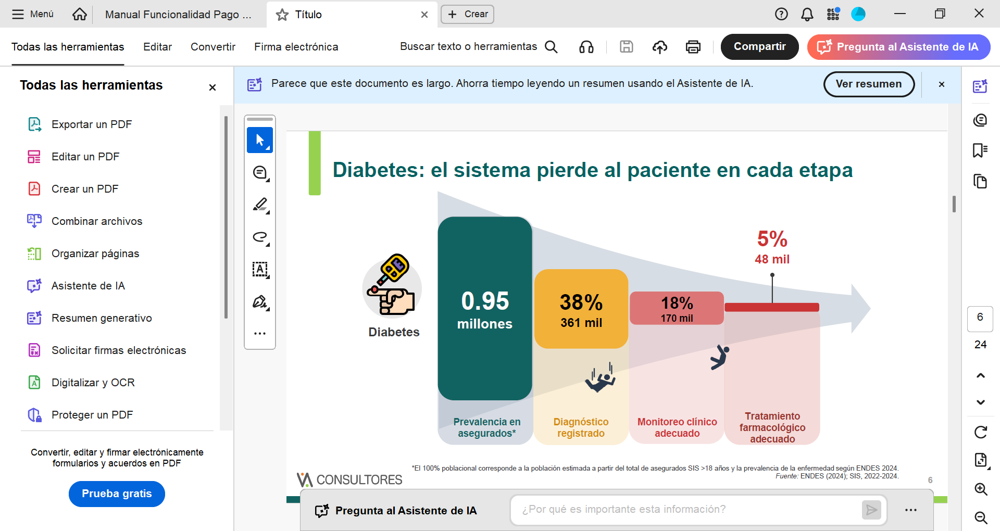 Menú
Manual Funcionalidad Pago ...
Título
Crear
Todas las herramientas
Editar
Convertir
Firma electrónica
Buscar texto o herramientas
Compartir
Pregunta al Asistente de IA
Todas las herramientas
Exportar un PDF
Editar un PDF
Crear un PDF
Combinar archivos
Organizar páginas
Asistente de IA
Resumen generativo
Solicitar firmas electrónicas
Digitalizar y OCR
Proteger un PDF
Convertir, editar y firmar electrónicamente
formularios y acuerdos en PDF
Prueba gratis
Parece que este documento es largo. Ahorra tiempo leyendo un resumen usando el Asistente de IA.
Ver resumen
Diabetes: el sistema pierde al paciente en cada etapa
Diabetes
0.95
millones
38%
361 mil
18%
170 mil
5%
48 mil
Prevalencia en
asegurados*
Diagnóstico
registrado
Monitoreo clínico
adecuado
Tratamiento
farmacológico
adecuado
*El 100% poblacional corresponde a la población estimada a partir del total de asegurados SIS >18 años y la prevalencia de la enfermedad según ENDES 2024.
Fuente: ENDES (2024); SIS, 2022-2024.
VIA CONSULTORES
6
Pregunta al Asistente de IA
¿Por qué es importante esta información?
6
24